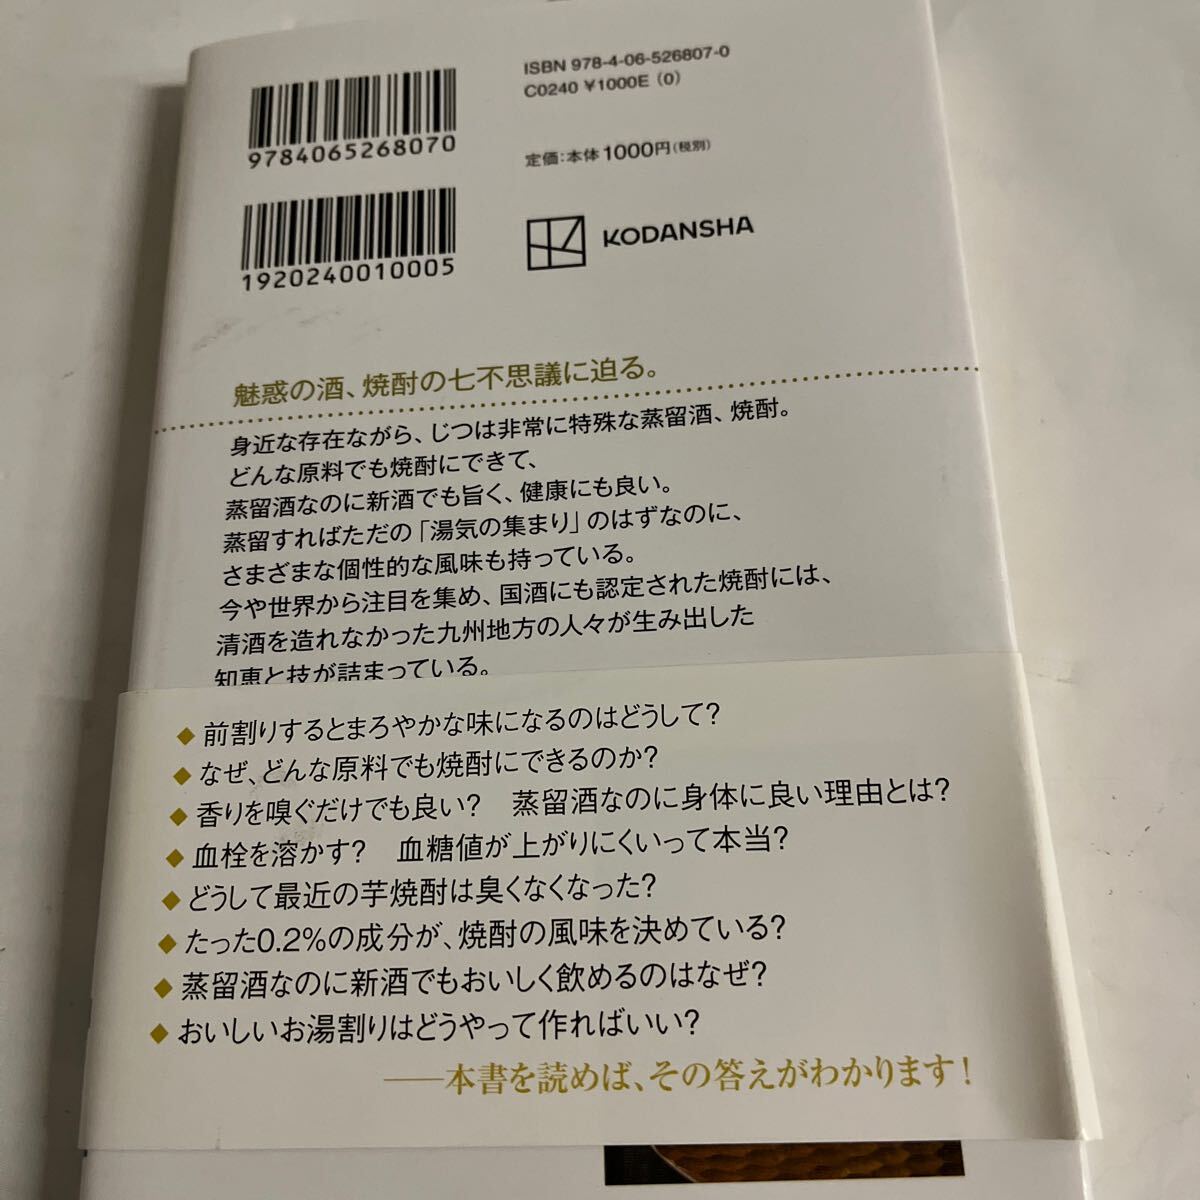 ISBN 978-4-06-526807-0
C0240 ¥1000E (0)
9784065268070
定価:本体1000円(税別)
1920240010005
KODANSHA
魅惑の酒、焼酎の七不思議に迫る。
身近な存在ながら、じつは非常に特殊な蒸留酒、焼酎。
どんな原料でも焼酎にできて、
蒸留酒なのに新酒でも旨く、健康にも良い。
蒸留すればただの「湯気の集まり」のはずなのに、
さまざまな個性的な風味も持っている。
今や世界から注目を集め、国酒にも認定された焼酎には、
清酒を造れなかった九州地方の人々が生み出した
知恵と技が詰まっている。
◆前割りするとまろやかな味になるのはどうして?
◆なぜ、どんな原料でも焼酎にできるのか?
◆香りを嗅ぐだけでも良い? 蒸留酒なのに身体に良い理由とは?
◆血栓を溶かす? 血糖値が上がりにくいって本当?
◆どうして最近の芋焼酎は臭くなくなった?
◆たった0.2%の成分が、焼酎の風味を決めている?
◆蒸留酒なのに新酒でもおいしく飲めるのはなぜ?
◆おいしいお湯割りはどうやって作ればいい?
――本書を読めば、その答えがわかります!